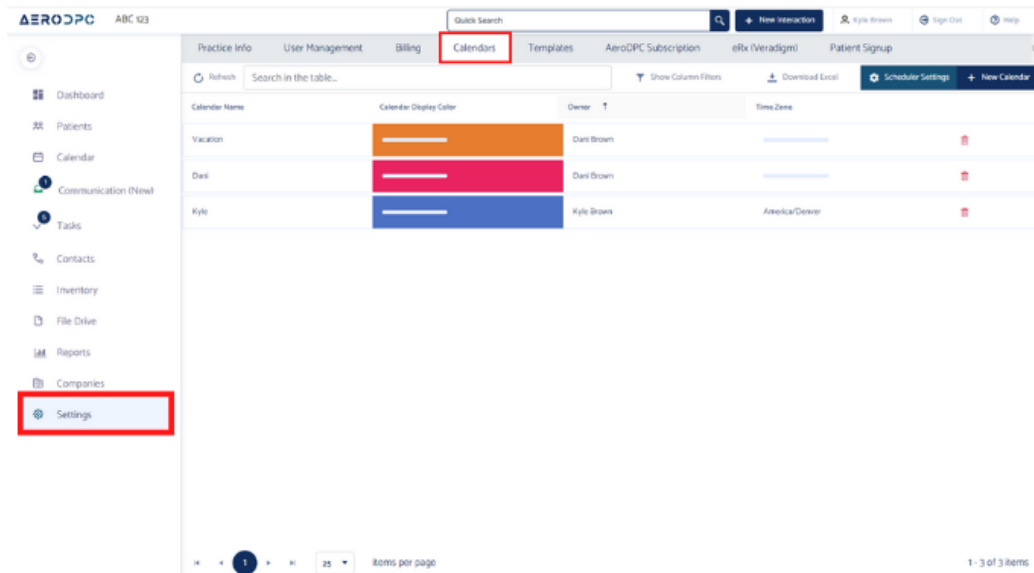 AERODPC ABC 123 Quick Search + New Interaction Kyle Brown Sign Out Help
Practice Info User Management Billing Calendars Templates AeroDPC Subscription eRx (Veradigm) Patient Signup
Refresh Search in the table... Show Column Filters Download Excel Scheduler Settings + New Calendar
Calendar Name Calendar Display Color Owner Time Zone
Vacation Dani Brown
Dani Dani Brown
Kyle Kyle Brown America/Denver
Dashboard
Patients
Calendar
1
Communication (New)
5
Tasks
Contacts
Inventory
File Drive
Reports
Companies
Settings
1 25 items per page 1 - 3 of 3 items